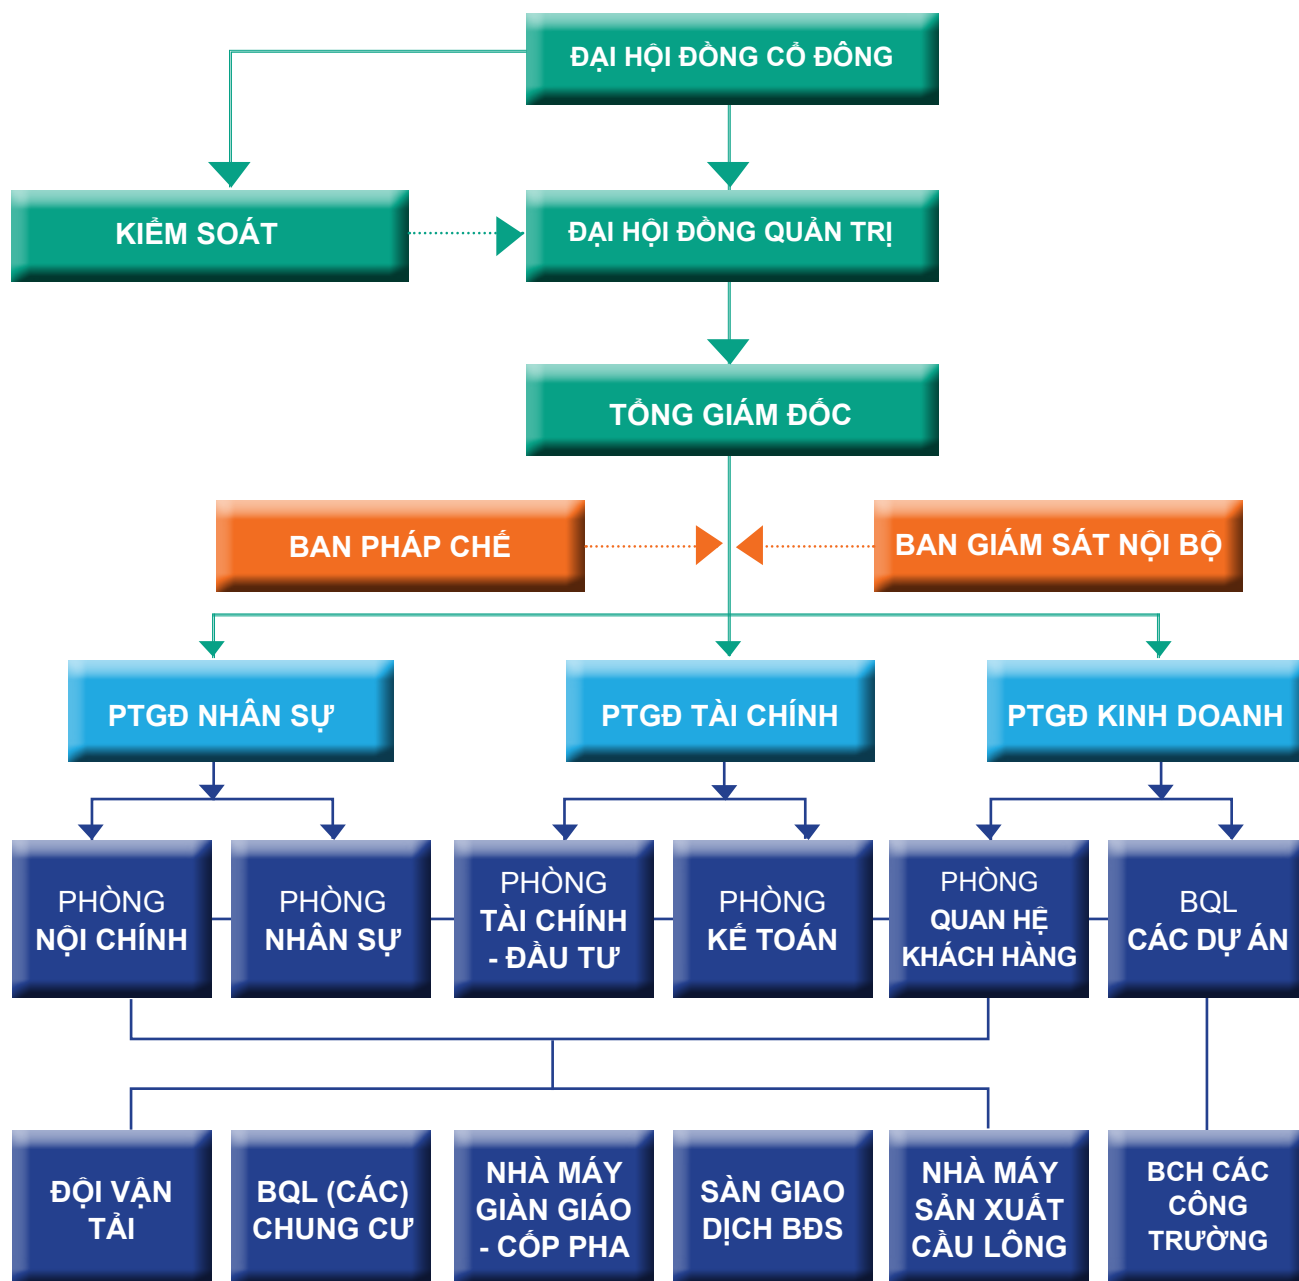 ĐẠI HỘI ĐỒNG CỔ ĐÔNG
KIỂM SOÁT
ĐẠI HỘI ĐỒNG QUẢN TRỊ
TỔNG GIÁM ĐỐC
BAN PHÁP CHẾ
BAN GIÁM SÁT NỘI BỘ
PTGĐ NHÂN SỰ
PTGĐ TÀI CHÍNH
PTGĐ KINH DOANH
PHÒNG
NỘI CHÍNH
PHÒNG
NHÂN SỰ
PHÒNG
TÀI CHÍNH
- ĐẦU TƯ
PHÒNG
KẾ TOÁN
PHÒNG
QUAN HỆ
KHÁCH HÀNG
BQL
CÁC DỰ ÁN
ĐỘI VẬN
TẢI
BQL (CÁC)
CHUNG CƯ
NHÀ MÁY
GIÀN GIÁO
- CỐP PHA
SÀN GIAO
DỊCH BĐS
NHÀ MÁY
SẢN XUẤT
CẦU LÔNG
BCH CÁC
CÔNG
TRƯỜNG